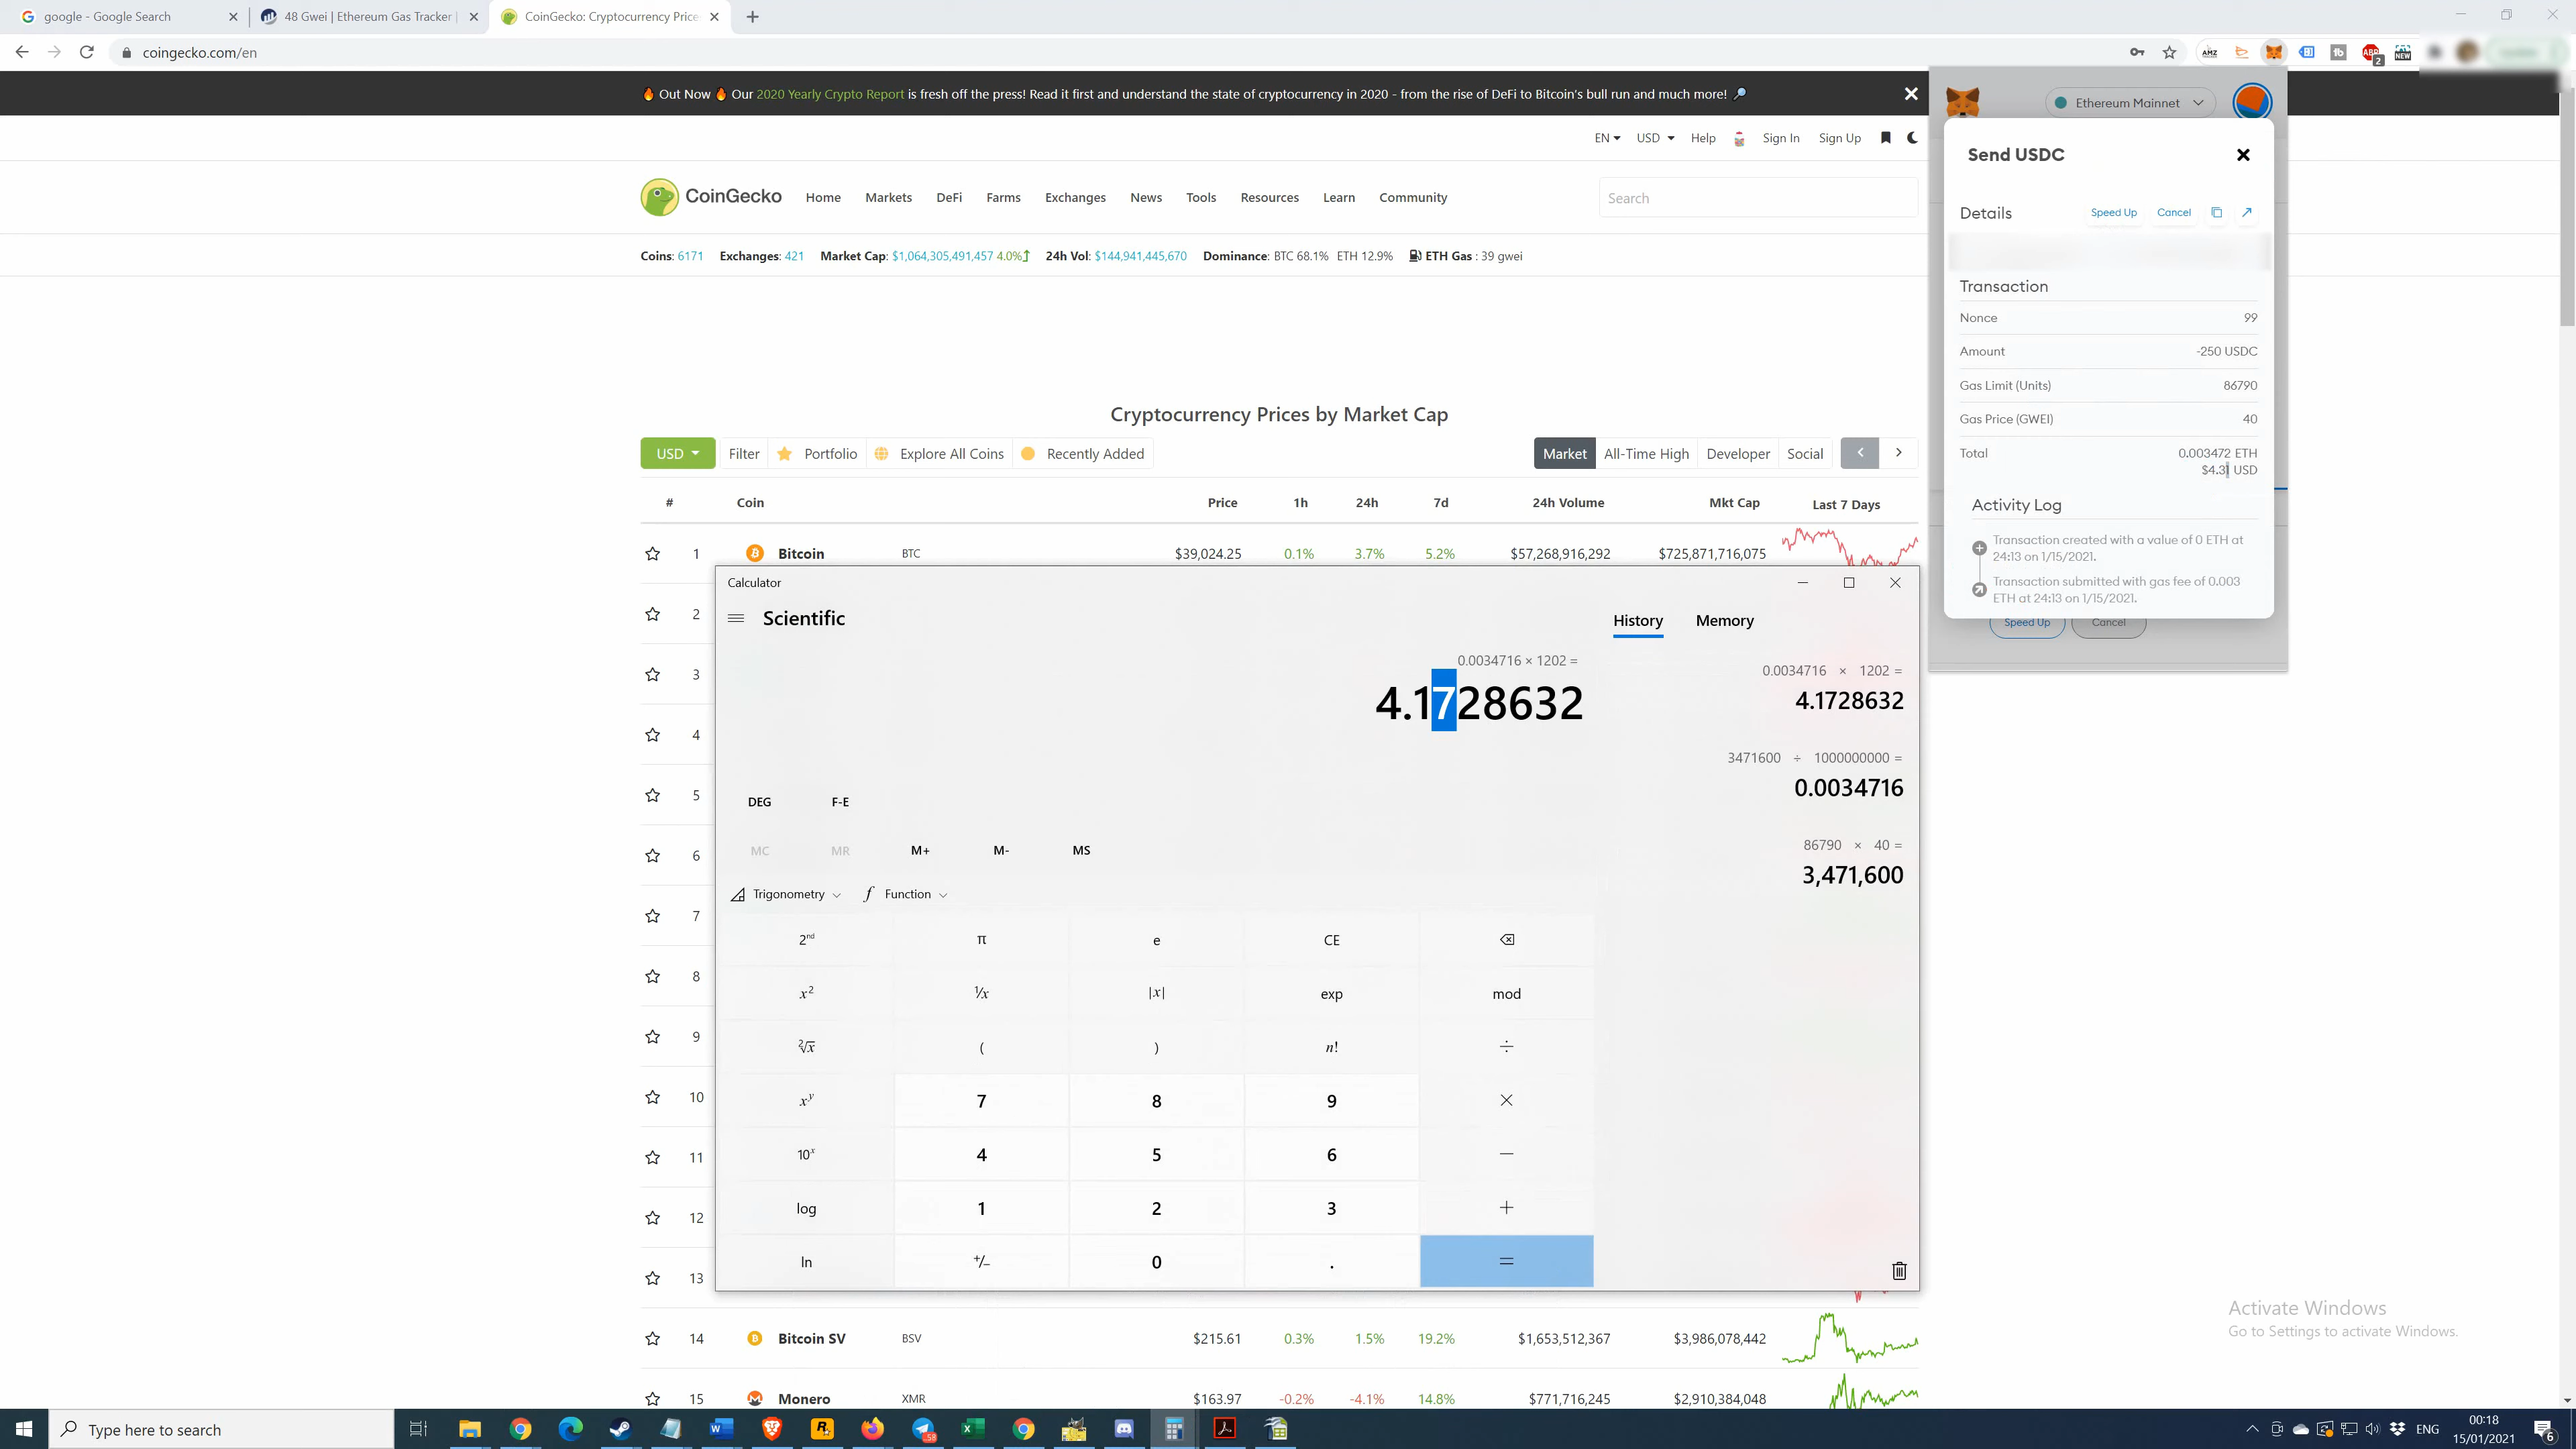 google - Google Search
48 Gwei | Ethereum Gas Tracker |
CoinGecko: Cryptocurrency Price
coingecko.com/en
AMZ
ABP
2
NEW
🔥 Out Now 🔥 Our 2020 Yearly Crypto Report is fresh off the press! Read it first and understand the state of cryptocurrency in 2020 - from the rise of DeFi to Bitcoin's bull run and much more! 🔎
EN USD Help Sign In Sign Up
CoinGecko Home Markets DeFi Farms Exchanges News Tools Resources Learn Community Search
Coins: 6171 Exchanges: 421 Market Cap: $1,064,305,491,457 4.0% 24h Vol: $144,941,445,670 Dominance: BTC 68.1% ETH 12.9% ETH Gas : 39 gwei
Cryptocurrency Prices by Market Cap
USD Filter Portfolio Explore All Coins Recently Added Market All-Time High Developer Social
# Coin Price 1h 24h 7d 24h Volume Mkt Cap Last 7 Days
1 Bitcoin BTC $39,024.25 0.1% 3.7% 5.2% $57,268,916,292 $725,871,716,075
2
3
4
5
6
7
8
9
10
11
12
13
14 Bitcoin SV BSV $215.61 0.3% 1.5% 19.2% $1,653,512,367 $3,986,078,442
15 Monero XMR $163.97 -0.2% -4.1% 14.8% $771,716,245 $2,910,384,048
Calculator
Scientific
History Memory
0.0034716 × 1202 =
4.1728632
0.0034716 × 1202 =
4.1728632
3471600 ÷ 1000000000 =
0.0034716
86790 × 40 =
3,471,600
DEG F-E
MC MR M+ M- MS
Trigonometry Function
2nd π e CE
x² ¹/x |x| exp mod
²√x ( ) n! ÷
xʸ 7 8 9 ×
10ˣ 4 5 6 −
log 1 2 3 +
ln +/− 0 . =
Ethereum Mainnet
Send USDC
Details Speed Up Cancel
Transaction
Nonce 99
Amount -250 USDC
Gas Limit (Units) 86790
Gas Price (GWEI) 40
Total 0.003472 ETH
$4.31 USD
Activity Log
Transaction created with a value of 0 ETH at
24:13 on 1/15/2021.
Transaction submitted with gas fee of 0.003
ETH at 24:13 on 1/15/2021.
Speed Up Cancel
Activate Windows
Go to Settings to activate Windows.
Type here to search
58
ENG
00:18
15/01/2021
6